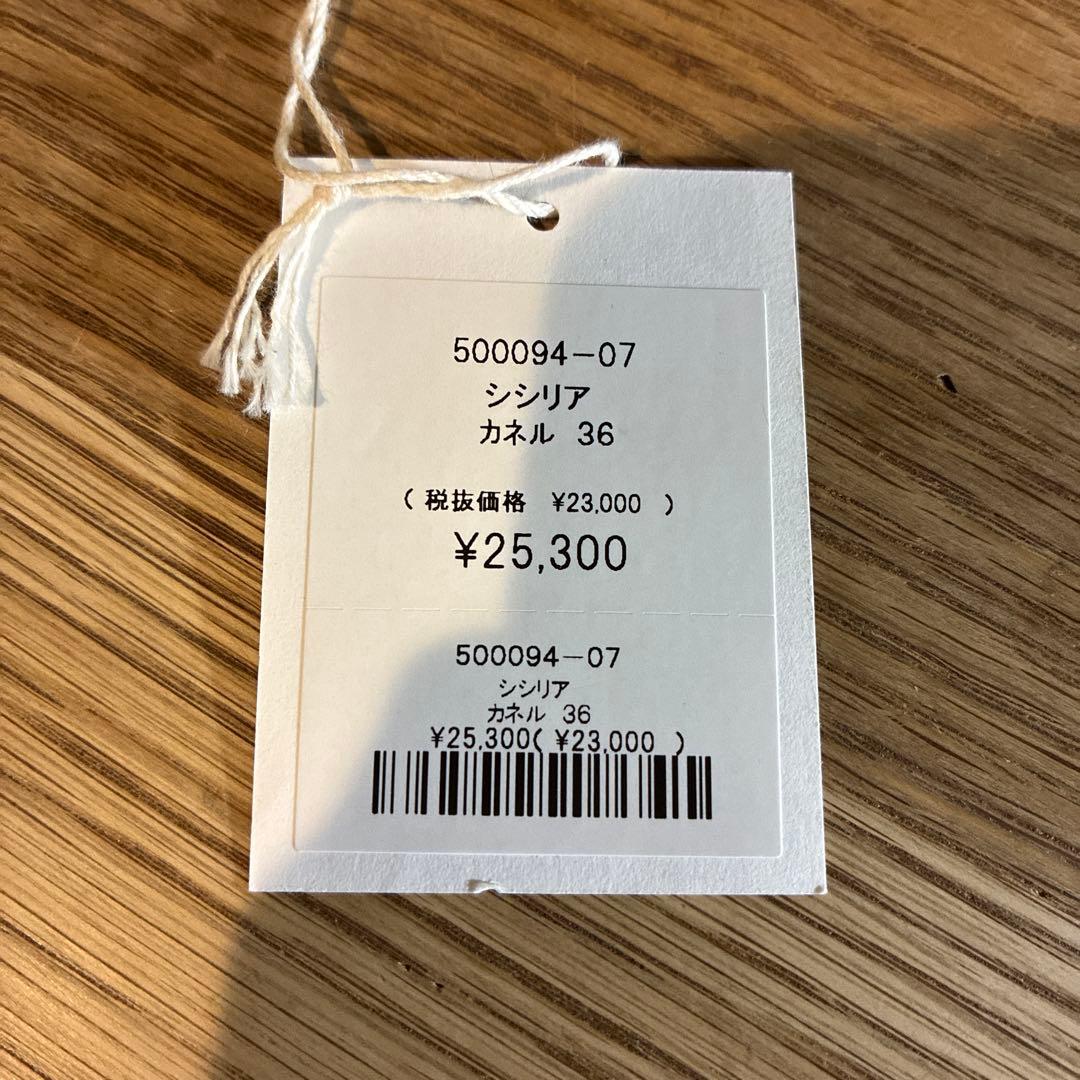 500094-07
シシリア
カネル 36
( 税抜価格 ¥23,000 )
¥25,300
500094-07
シシリア
カネル 36
¥25,300( ¥23,000 )